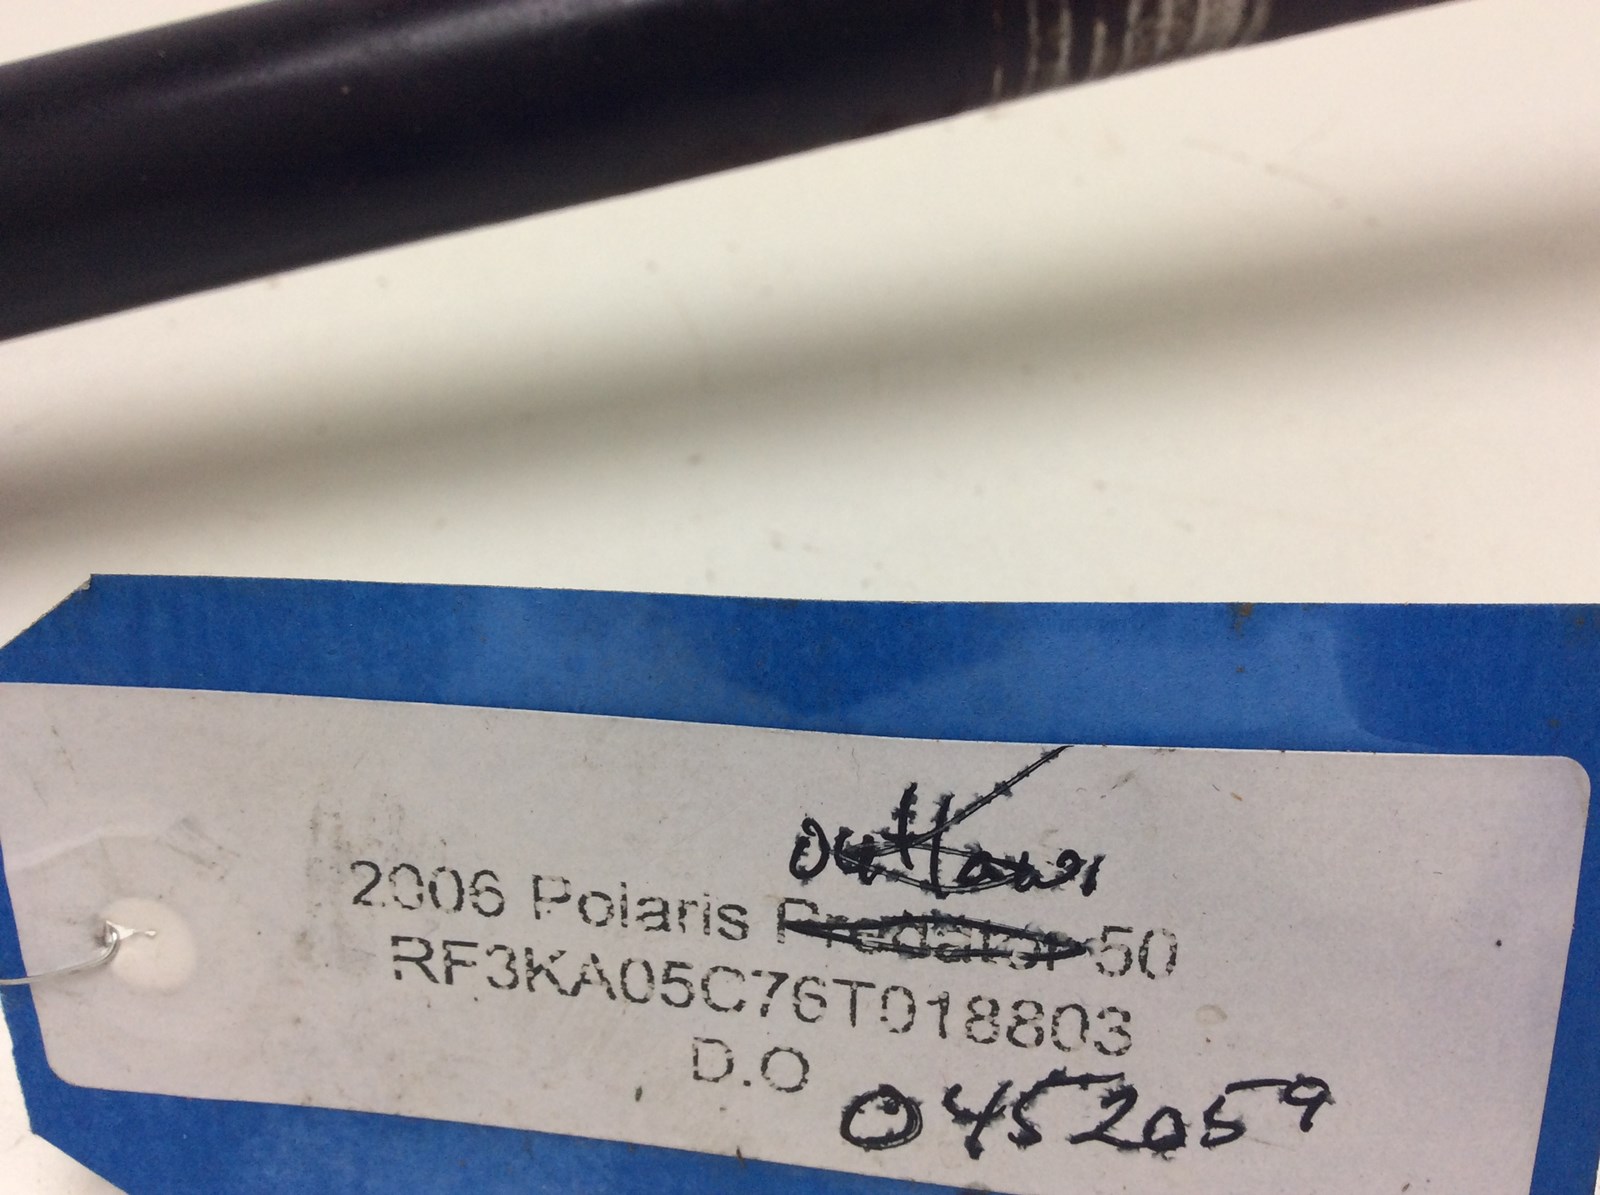 outlaw
2006 Polaris Predator 50
RF3KA05C76T018803
D.O
0452059